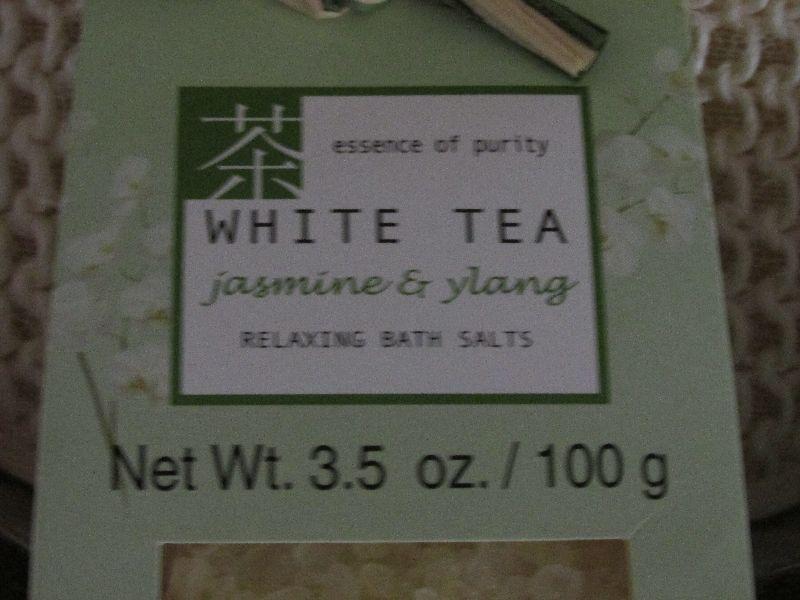 茶
essence of purity
WHITE TEA
jasmine & ylang
RELAXING BATH SALTS
Net Wt. 3.5 oz. / 100 g